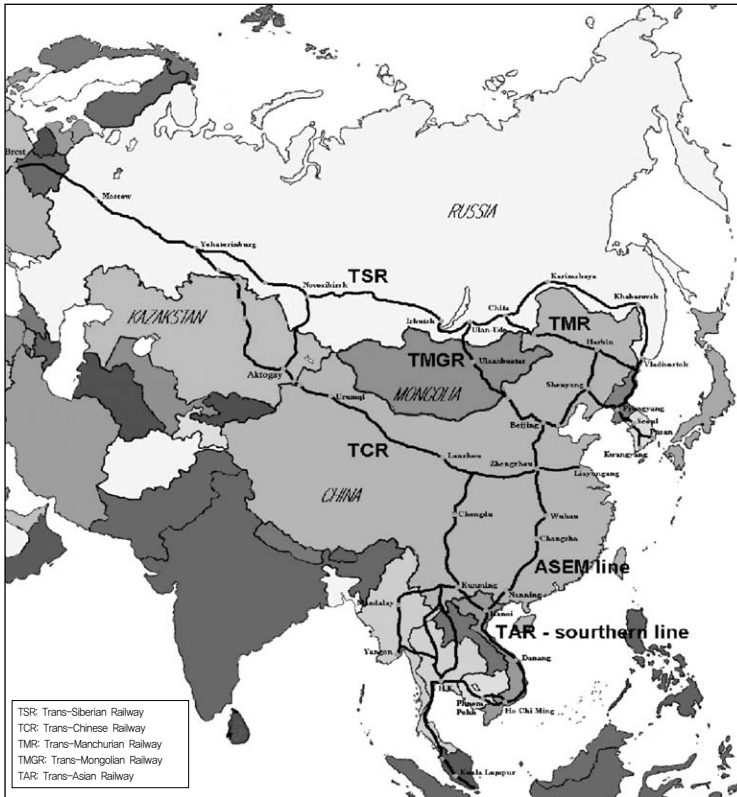 Brest
Moscow
RUSSIA
Yekaterinburg
TSR
Novosibirsk
Karimskaya
Chita
Khabarovsk
Irkutsk
Ulan-Ude
TMR
KAZAKSTAN
Harbin
TMGR
Ulaanbaatar
Vladivostok
Aktogay
MONGOLIA
Shenyang
Urumqi
Pyongyang
Beijing
Seoul
Pusan
TCR
Kwangyang
Lanzhou
Zhengzhou
Lianyungang
CHINA
Chengdu
Wuhan
Changsha
ASEM line
Kunming
Nanning
Mandalay
Hanoi
TAR - sourthern line
Yangon
Danang
Phnom
Ho Chi Ming
Kuala Lumpur
TSR: Trans-Siberian Railway
TCR: Trans-Chinese Railway
TMR: Trans-Manchurian Railway
TMGR: Trans-Mongolian Railway
TAR: Trans-Asian Railway